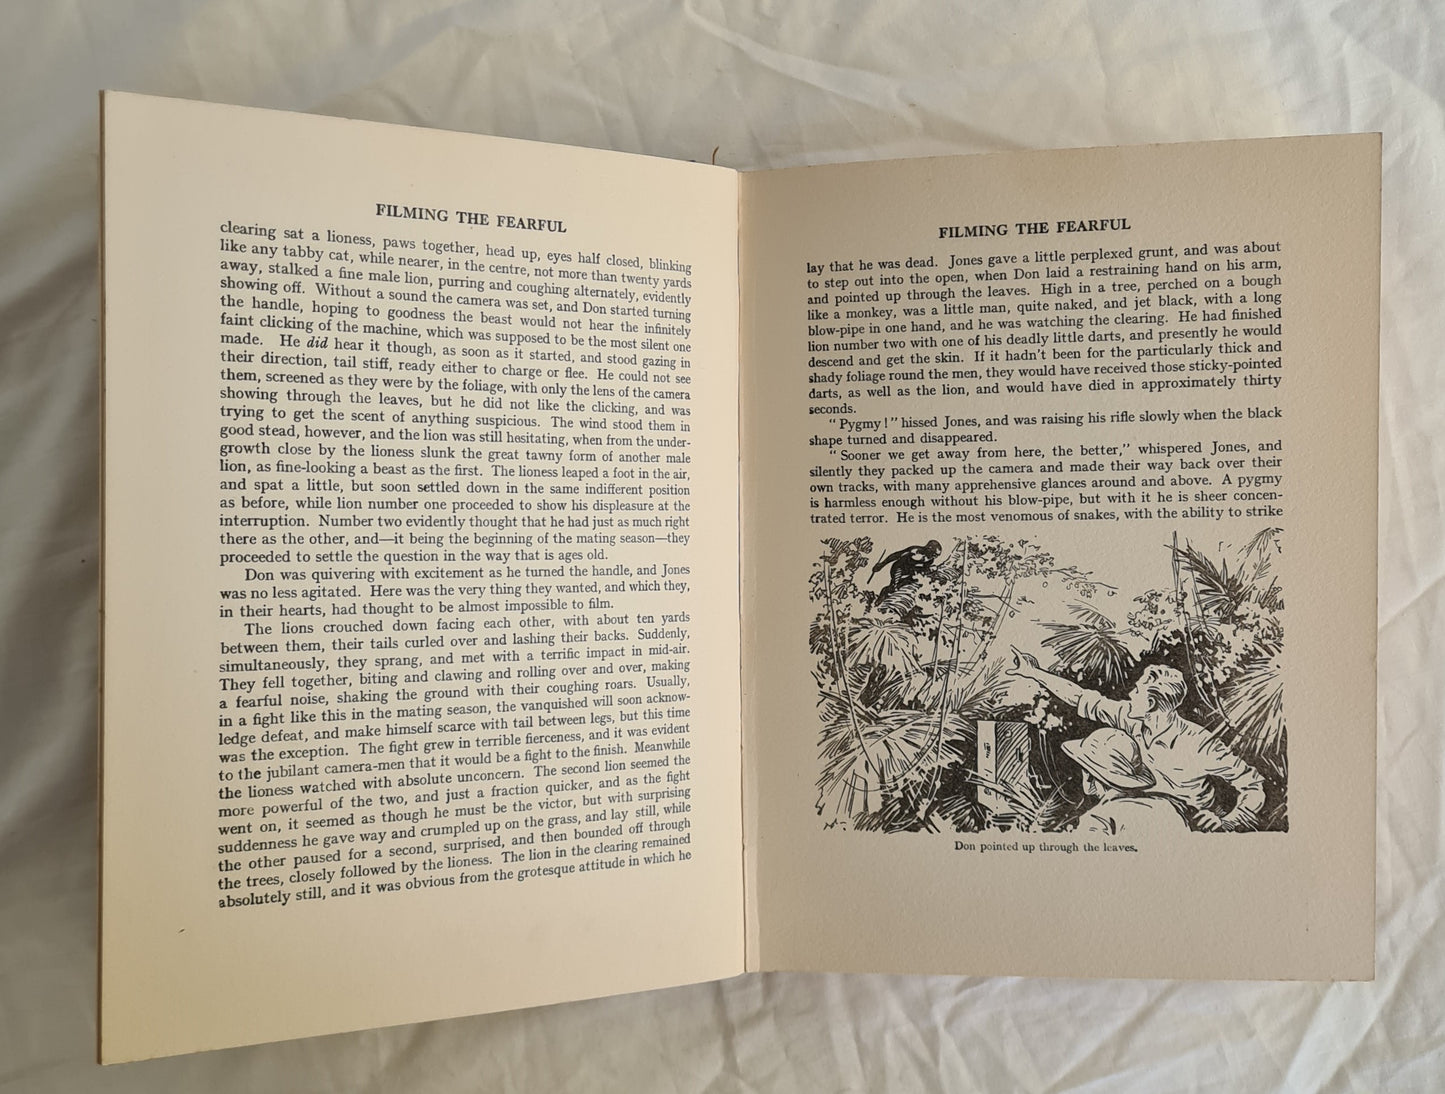 FILMING THE FEARFUL
clearing sat a lioness, paws together, head up, eyes half closed, blinking
like any tabby cat, while nearer, in the centre, not more than twenty yards
away, stalked a fine male lion, purring and coughing alternately, evidently
showing off. Without a sound the camera was set, and Don started turning
the handle, hoping to goodness the beast would not hear the infinitely
faint clicking of the machine, which was supposed to be the most silent one
made. He did hear it though, as soon as it started, and stood gazing in
their direction, tail stiff, ready either to charge or flee. He could not see
them, screened as they were by the foliage, with only the lens of the camera
showing through the leaves, but he did not like the clicking, and was
trying to get the scent of anything suspicious. The wind stood them in
good stead, however, and the lion was still hesitating, when from the under-
growth close by the lioness slunk the great tawny form of another male
lion, as fine-looking a beast as the first. The lioness leaped a foot in the air,
and spat a little, but soon settled down in the same indifferent position
as before, while lion number one proceeded to show his displeasure at the
interruption. Number two evidently thought that he had just as much right
there as the other, and—it being the beginning of the mating season—they
proceeded to settle the question in the way that is ages old.
Don was quivering with excitement as he turned the handle, and Jones
was no less agitated. Here was the very thing they wanted, and which they,
in their hearts, had thought to be almost impossible to film.
The lions crouched down facing each other, with about ten yards
between them, their tails curled over and lashing their backs. Suddenly,
simultaneously, they sprang, and met with a terrific impact in mid-air.
They fell together, biting and clawing and rolling over and over, making
a fearful noise, shaking the ground with their coughing roars. Usually,
in a fight like this in the mating season, the vanquished will soon acknow-
ledge defeat, and make himself scarce with tail between legs, but this time
was the exception. The fight grew in terrible fierceness, and it was evident
to the jubilant camera-men that it would be a fight to the finish. Meanwhile
the lioness watched with absolute unconcern. The second lion seemed the
more powerful of the two, and just a fraction quicker, and as the fight
went on, it seemed as though he must be the victor, but with surprising
suddenness he gave way and crumpled up on the grass, and lay still, while
the other paused for a second, surprised, and then bounded off through
the trees, closely followed by the lioness. The lion in the clearing remained
absolutely still, and it was obvious from the grotesque attitude in which he
FILMING THE FEARFUL
lay that he was dead. Jones gave a little perplexed grunt, and was about
to step out into the open, when Don laid a restraining hand on his arm,
and pointed up through the leaves. High in a tree, perched on a bough
like a monkey, was a little man, quite naked, and jet black, with a long
blow-pipe in one hand, and he was watching the clearing. He had finished
lion number two with one of his deadly little darts, and presently he would
descend and get the skin. If it hadn't been for the particularly thick and
shady foliage round the men, they would have received those sticky-pointed
darts, as well as the lion, and would have died in approximately thirty
seconds.
"Pygmy!" hissed Jones, and was raising his rifle slowly when the black
shape turned and disappeared.
"Sooner we get away from here, the better," whispered Jones, and
silently they packed up the camera and made their way back over their
own tracks, with many apprehensive glances around and above. A pygmy
is harmless enough without his blow-pipe, but with it he is sheer concen-
trated terror. He is the most venomous of snakes, with the ability to strike
Don pointed up through the leaves.